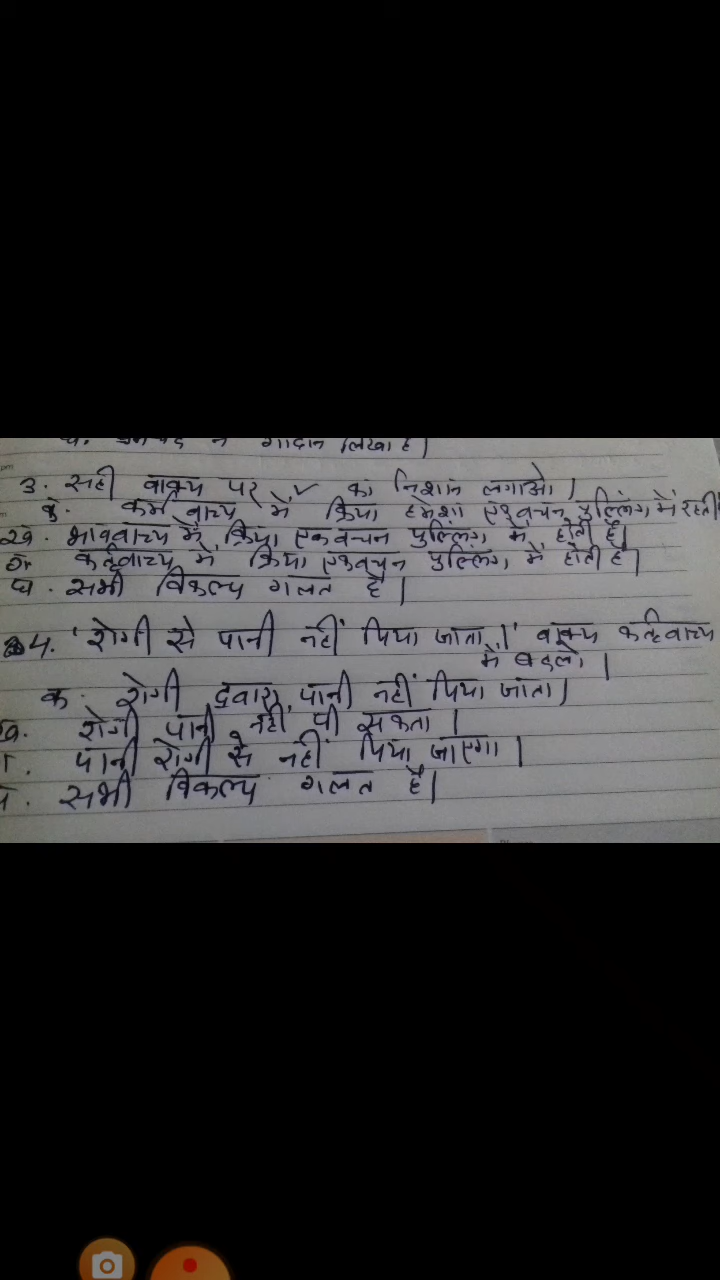 गोदान लिखा है।
3. सही वाक्य पर ✓ का निशान लगाओ।
क. कर्म वाच्य में क्रिया हमेशा एकवचन पुल्लिंग में रहती
ख. भाववाच्य में क्रिया एकवचन पुल्लिंग में होती है।
ग कर्तृवाच्य में क्रिया एकवचन पुल्लिंग में होती है।
घ. सभी विकल्प गलत है।
4. 'रोगी से पानी नहीं पिया जाता।' वाक्य कर्तृवाच्य
में बदलो।
क. रोगी द्वारा पानी नहीं पिया जाता।
ख. रोगी पानी नहीं पी सकता।
ग. पानी रोगी से नहीं पिया जाएगा।
घ. सभी विकल्प गलत है।